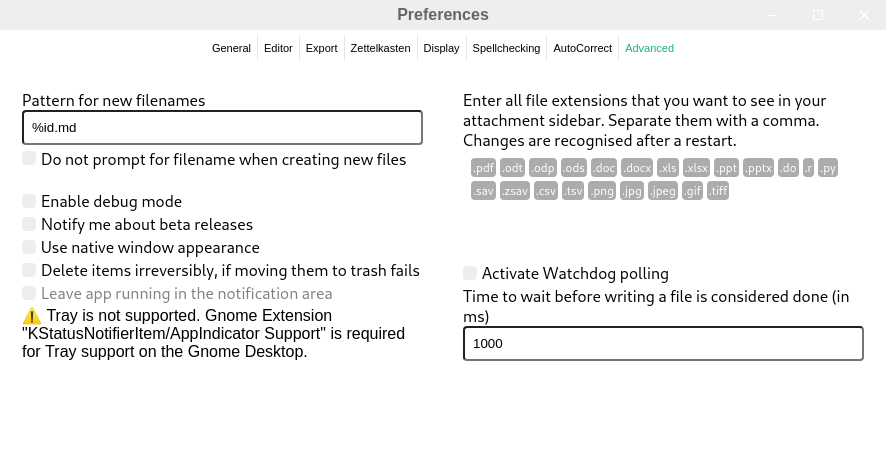 Preferences
General Editor Export Zettelkasten Display Spellchecking AutoCorrect Advanced
Pattern for new filenames
%id.md
Do not prompt for filename when creating new files
Enable debug mode
Notify me about beta releases
Use native window appearance
Delete items irreversibly, if moving them to trash fails
Leave app running in the notification area
⚠️ Tray is not supported. Gnome Extension
"KStatusNotifierItem/AppIndicator Support" is required
for Tray support on the Gnome Desktop.
Enter all file extensions that you want to see in your
attachment sidebar. Separate them with a comma.
Changes are recognised after a restart.
.pdf .odt .odp .ods .doc .docx .xls .xlsx .ppt .pptx .do .r .py
.sav .zsav .csv .tsv .png .jpg .jpeg .gif .tiff
Activate Watchdog polling
Time to wait before writing a file is considered done (in
ms)
1000